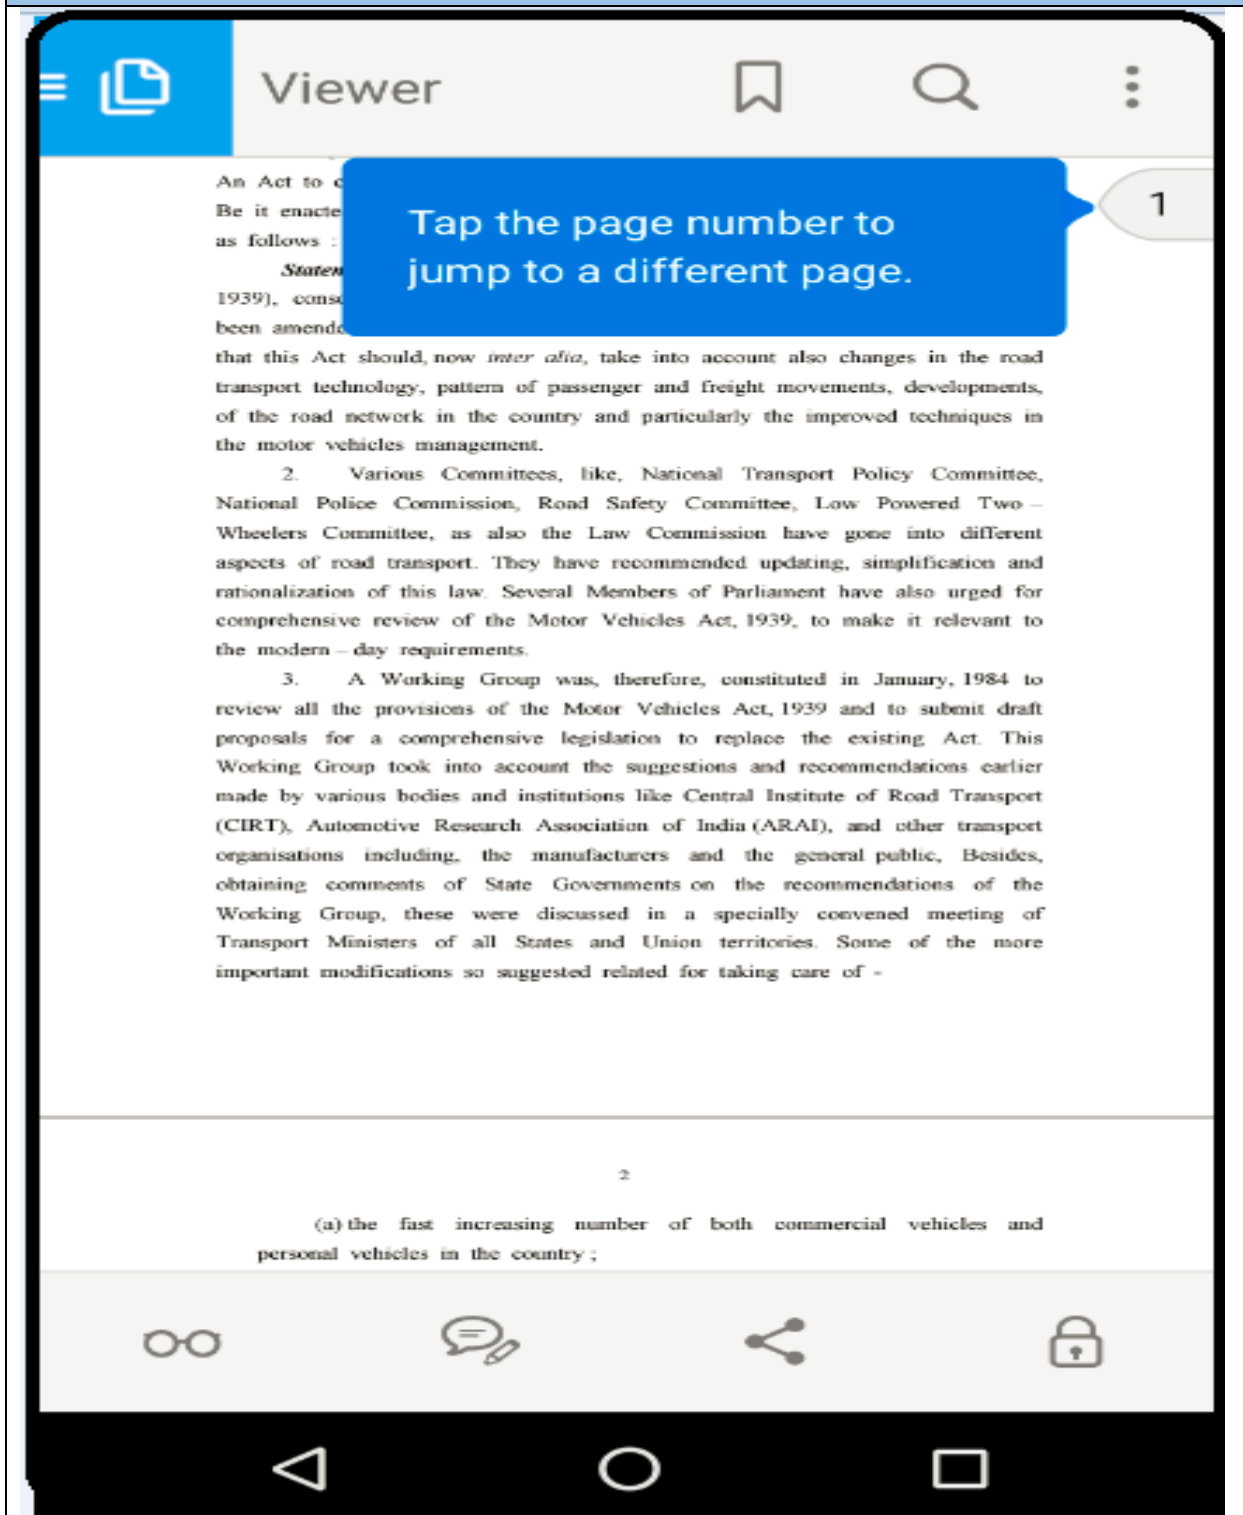 Viewer
An Act to
Be it enacte
as follows :
Tap the page number to
jump to a different page.
1
Statem
1939), conso
been amende
that this Act should, now inter alia, take into account also changes in the road
transport technology, pattern of passenger and freight movements, developments,
of the road network in the country and particularly the improved techniques in
the motor vehicles management.
2. Various Committees, like, National Transport Policy Committee,
National Police Commission, Road Safety Committee, Low Powered Two –
Wheelers Committee, as also the Law Commission have gone into different
aspects of road transport. They have recommended updating, simplification and
rationalization of this law. Several Members of Parliament have also urged for
comprehensive review of the Motor Vehicles Act, 1939, to make it relevant to
the modern – day requirements.
3. A Working Group was, therefore, constituted in January, 1984 to
review all the provisions of the Motor Vehicles Act, 1939 and to submit draft
proposals for a comprehensive legislation to replace the existing Act. This
Working Group took into account the suggestions and recommendations earlier
made by various bodies and institutions like Central Institute of Road Transport
(CIRT), Automotive Research Association of India (ARAI), and other transport
organisations including, the manufacturers and the general public, Besides,
obtaining comments of State Governments on the recommendations of the
Working Group, these were discussed in a specially convened meeting of
Transport Ministers of all States and Union territories. Some of the more
important modifications so suggested related for taking care of -
2
(a) the fast increasing number of both commercial vehicles and
personal vehicles in the country ;